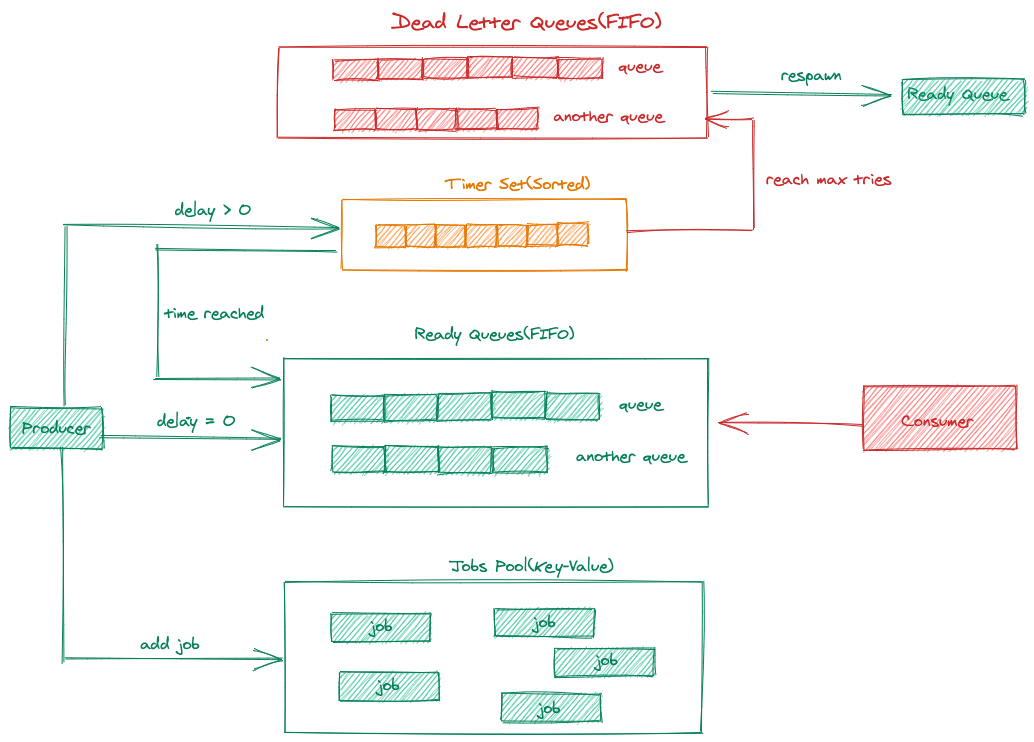 Dead Letter Queues(FIFO)
queue
another queue
respawn
Ready Queue
reach max tries
Timer Set(Sorted)
delay > 0
time reached
Ready Queues(FIFO)
queue
another queue
Producer
delay = 0
Consumer
Jobs Pool(Key-Value)
add job
job
job
job
job
job